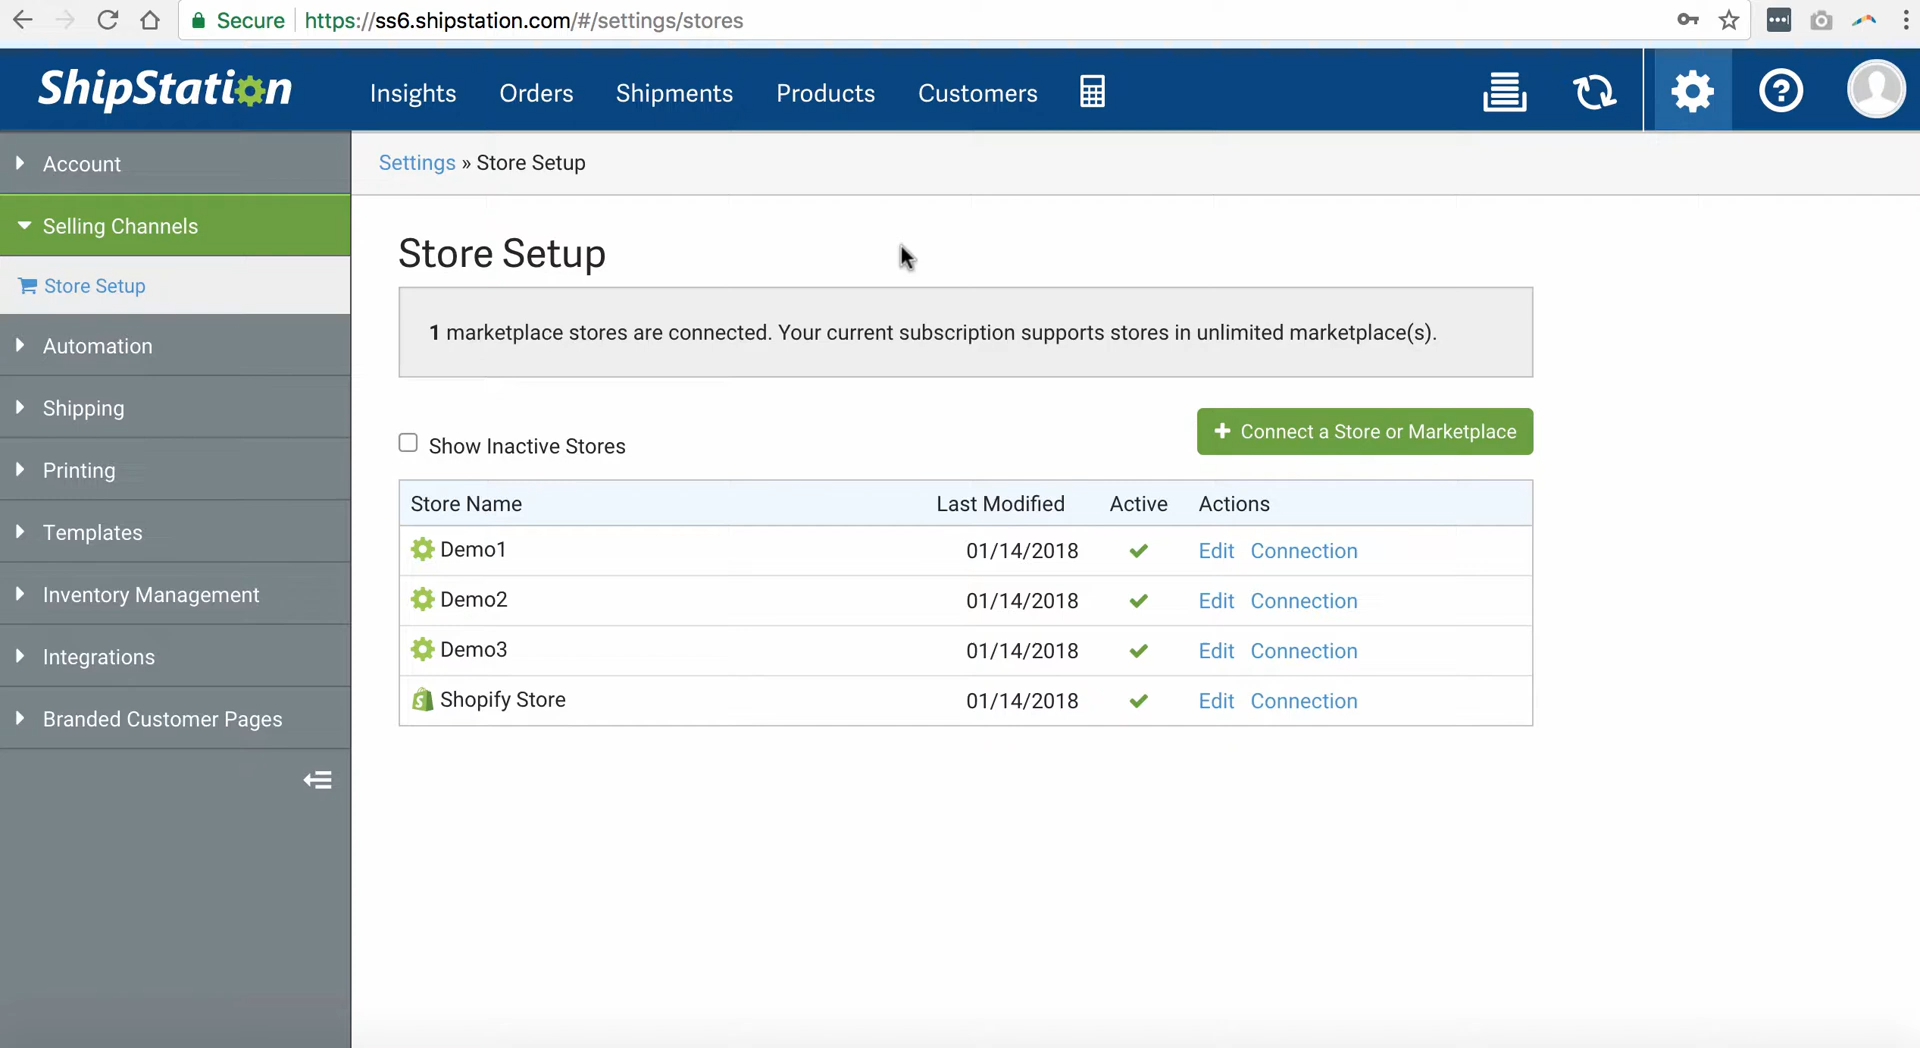 Secure https://ss6.shipstation.com/#/settings/stores
ShipStation Insights Orders Shipments Products Customers
Account
Selling Channels
Store Setup
Automation
Shipping
Printing
Templates
Inventory Management
Integrations
Branded Customer Pages
Settings » Store Setup
Store Setup
1 marketplace stores are connected. Your current subscription supports stores in unlimited marketplace(s).
Show Inactive Stores
+ Connect a Store or Marketplace
Store Name Last Modified Active Actions
Demo1 01/14/2018 Edit Connection
Demo2 01/14/2018 Edit Connection
Demo3 01/14/2018 Edit Connection
Shopify Store 01/14/2018 Edit Connection